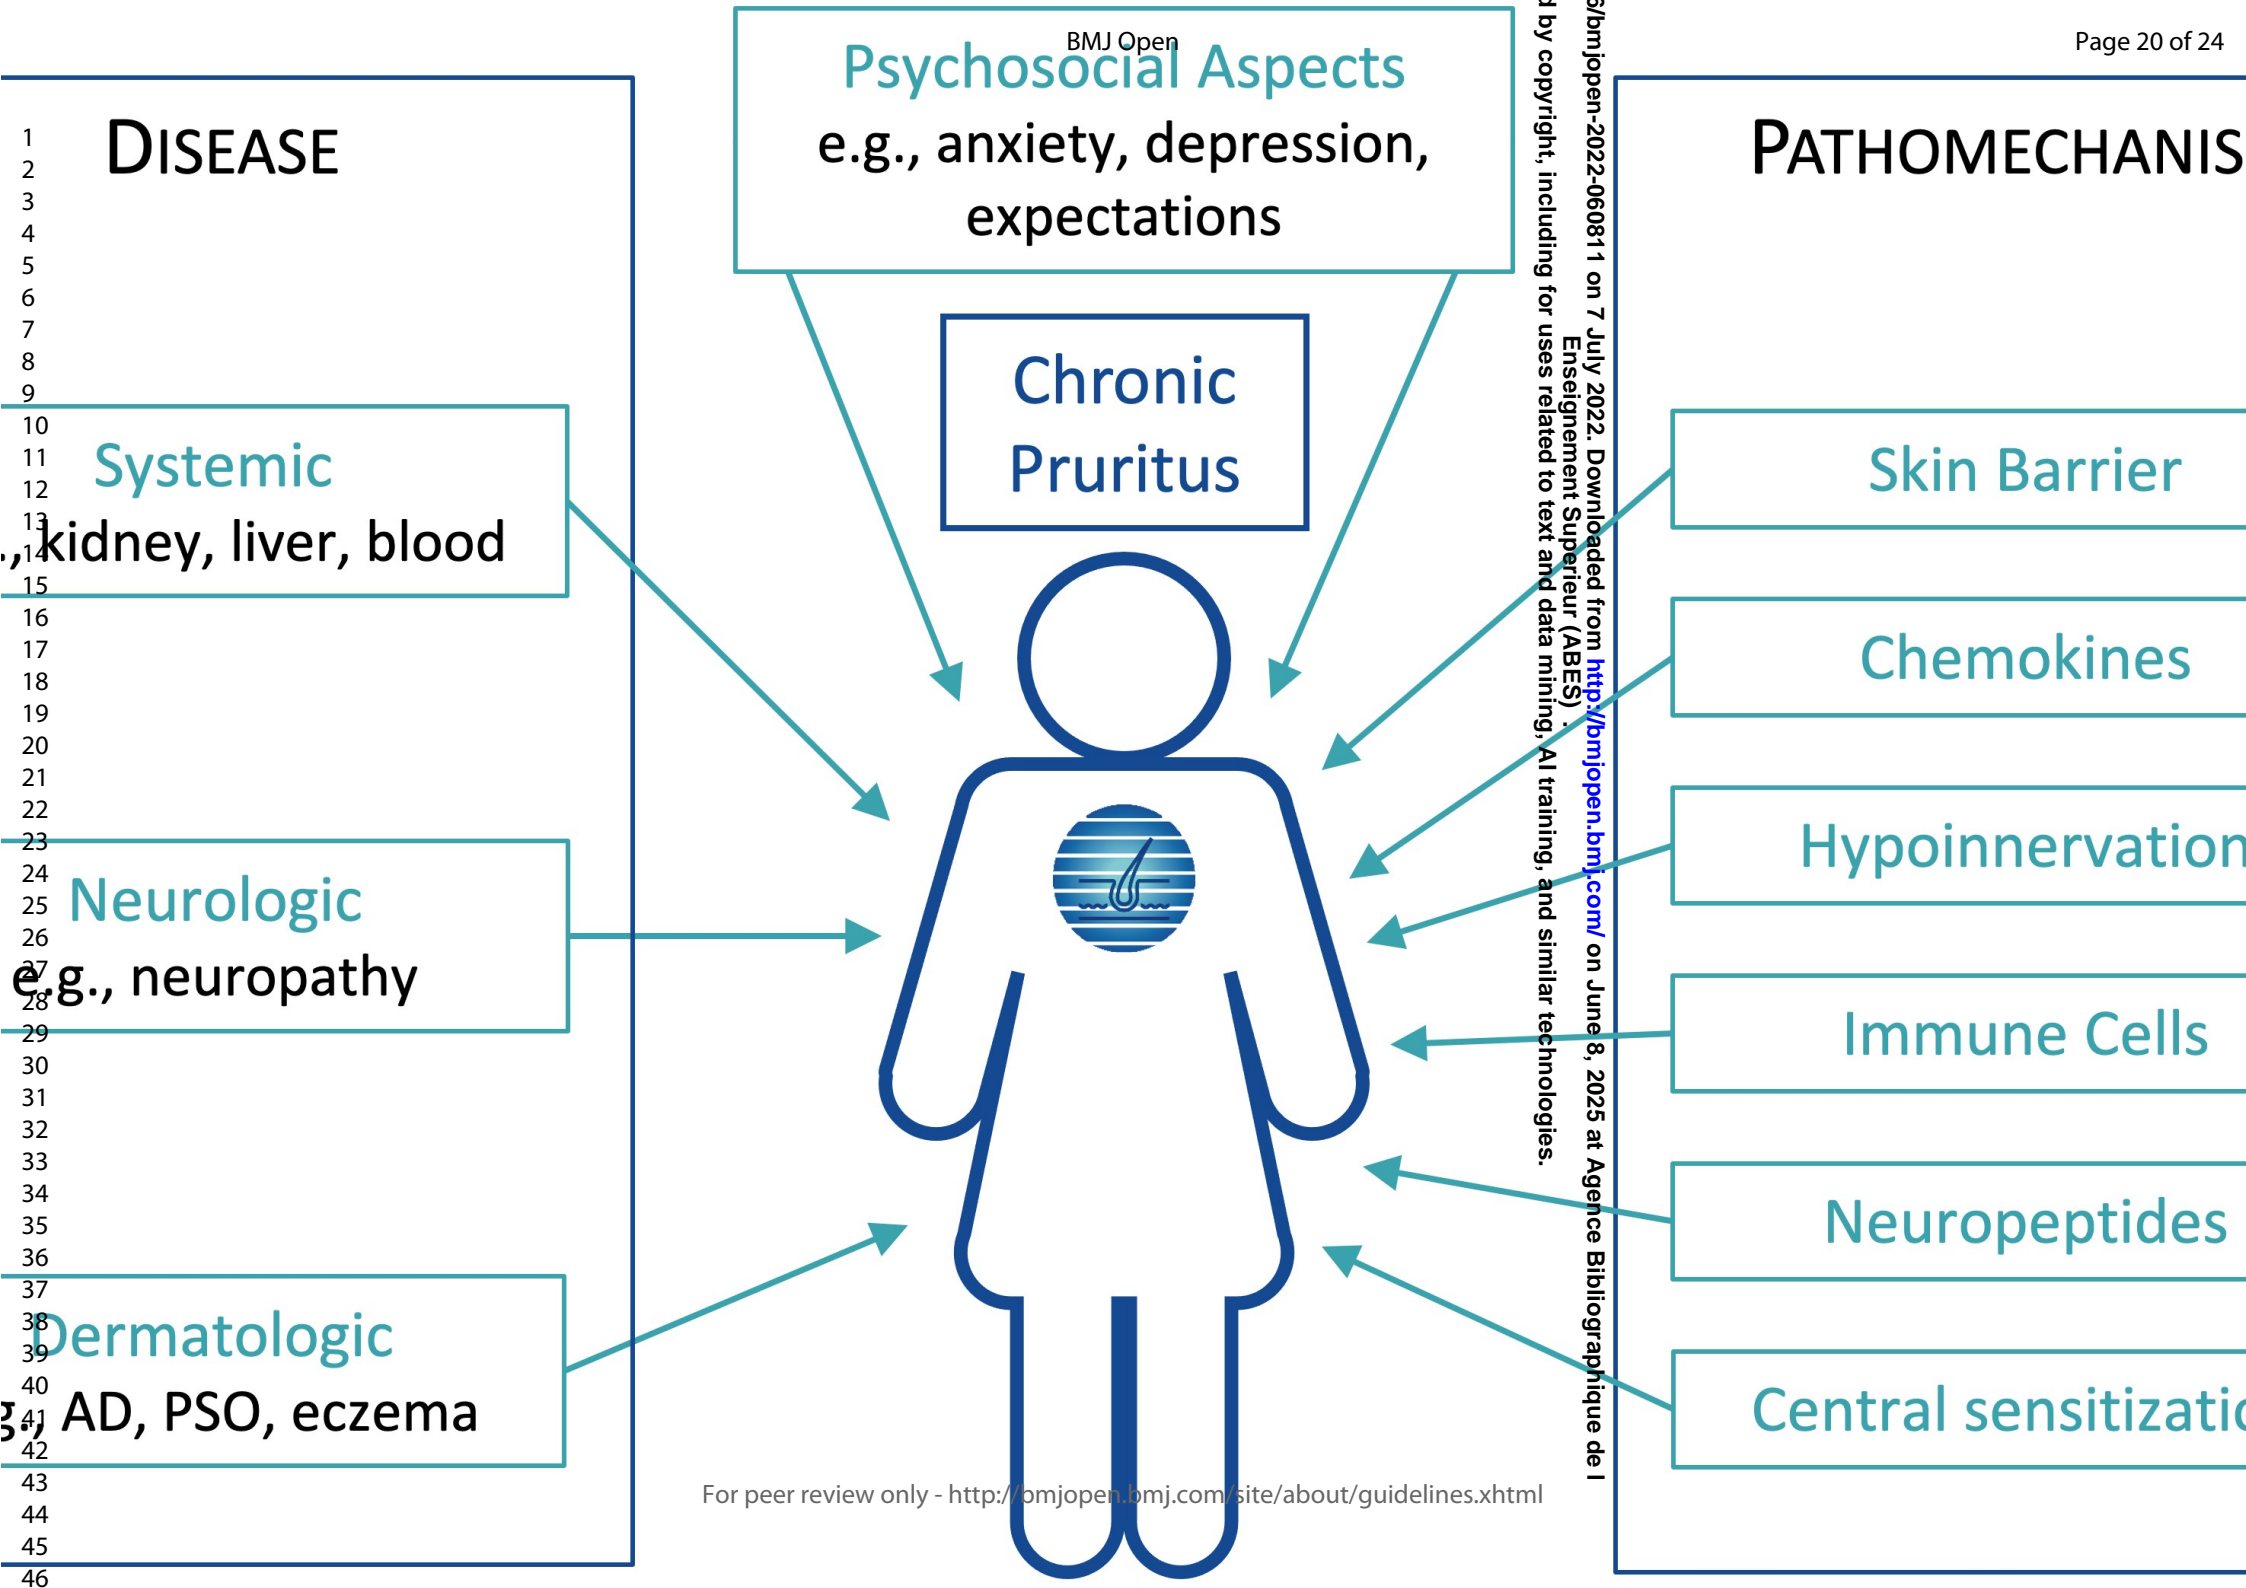 BMJ Open
Page 20 of 24
Psychosocial Aspects
e.g., anxiety, depression,
expectations
Chronic
Pruritus
DISEASE
Systemic
., kidney, liver, blood
Neurologic
e.g., neuropathy
Dermatologic
g., AD, PSO, eczema
PATHOMECHANIS
Skin Barrier
Chemokines
Hypoinnervation
Immune Cells
Neuropeptides
Central sensitizatio
1
2
3
4
5
6
7
8
9
10
11
12
13
14
15
16
17
18
19
20
21
22
23
24
25
26
27
28
29
30
31
32
33
34
35
36
37
38
39
40
41
42
43
44
45
46
6/bmjopen-2022-060811 on 7 July 2022. Downloaded from http://bmjopen.bmj.com/ on June 8, 2025 at Agence Bibliographique de l
Enseignement Superieur (ABES) .
d by copyright, including for uses related to text and data mining, AI training, and similar technologies.
For peer review only - http://bmjopen.bmj.com/site/about/guidelines.xhtml